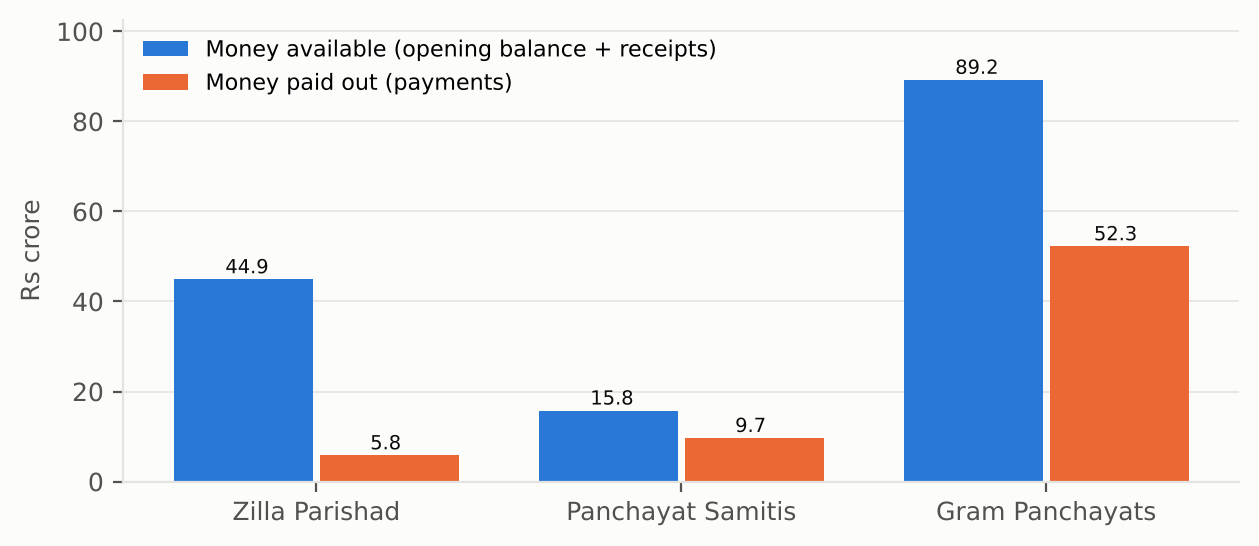 Money available (opening balance + receipts)
Money paid out (payments)
Rs crore
100
80
60
40
20
0
44.9
5.8
15.8
9.7
89.2
52.3
Zilla Parishad
Panchayat Samitis
Gram Panchayats